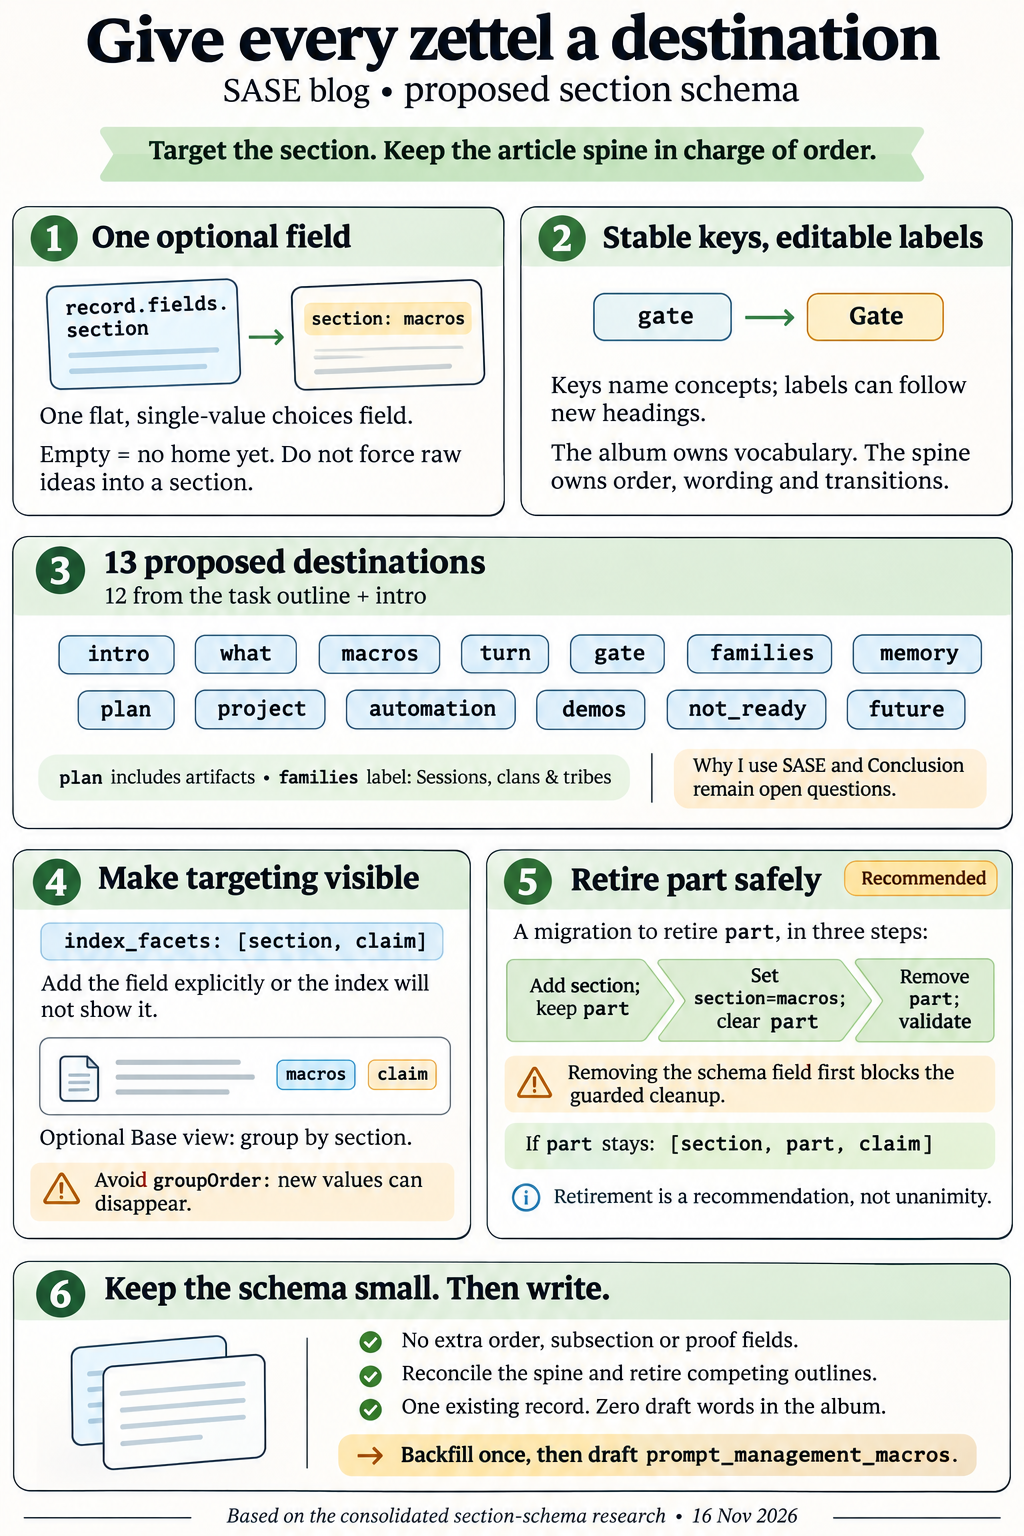 Give every zettel a destination
SASE blog • proposed section schema
Target the section. Keep the article spine in charge of order.
1 One optional field
record.fields.
section
section: macros
One flat, single-value choices field.
Empty = no home yet. Do not force raw
ideas into a section.
2 Stable keys, editable labels
gate
Gate
Keys name concepts; labels can follow
new headings.
The album owns vocabulary. The spine
owns order, wording and transitions.
3 13 proposed destinations
12 from the task outline + intro
intro what macros turn gate families memory
plan project automation demos not_ready future
plan includes artifacts • families label: Sessions, clans & tribes
Why I use SASE and Conclusion
remain open questions.
4 Make targeting visible
index_facets: [section, claim]
Add the field explicitly or the index will
not show it.
macros claim
Optional Base view: group by section.
Avoid groupOrder: new values can
disappear.
5 Retire part safely
Recommended
A migration to retire part, in three steps:
Add section;
keep part
Set
section=macros;
clear part
Remove
part;
validate
Removing the schema field first blocks the
guarded cleanup.
If part stays: [section, part, claim]
Retirement is a recommendation, not unanimity.
6 Keep the schema small. Then write.
No extra order, subsection or proof fields.
Reconcile the spine and retire competing outlines.
One existing record. Zero draft words in the album.
→ Backfill once, then draft prompt_management_macros.
Based on the consolidated section-schema research • 16 Nov 2026